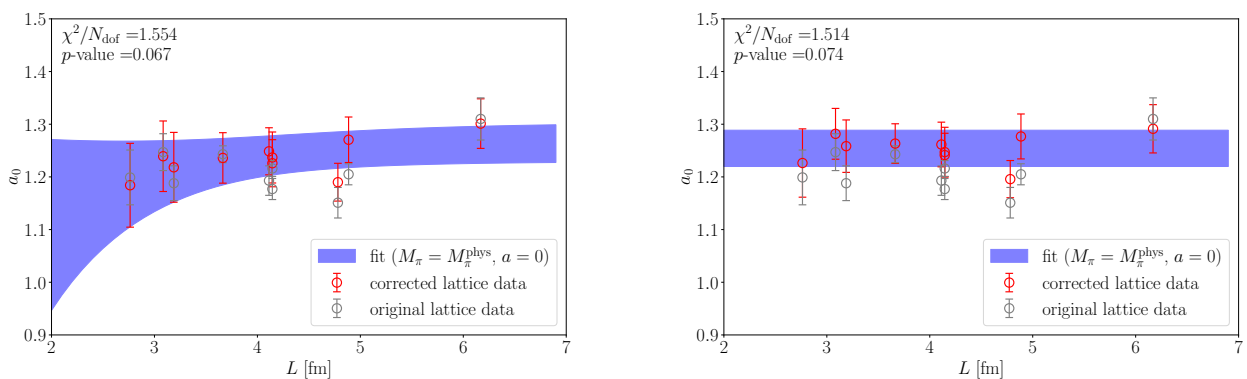 χ²/N_dof =1.554
p-value =0.067
1.5
1.4
1.3
1.2
1.1
1.0
0.9
a₀
fit (M_π = M_π^phys, a = 0)
corrected lattice data
original lattice data
2 3 4 5 6 7
L [fm]
χ²/N_dof =1.514
p-value =0.074
1.5
1.4
1.3
1.2
1.1
1.0
0.9
a₀
fit (M_π = M_π^phys, a = 0)
corrected lattice data
original lattice data
2 3 4 5 6 7
L [fm]